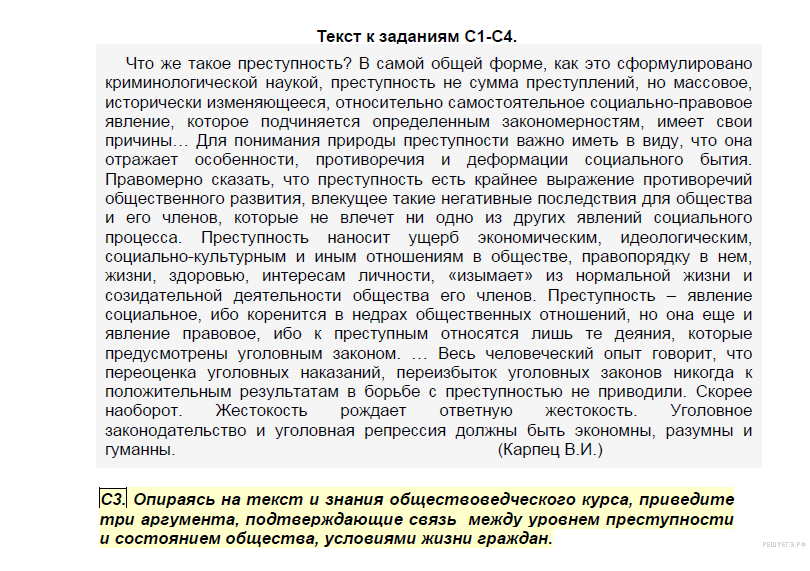 Текст к заданиям С1-С4.
Что же такое преступность? В самой общей форме, как это сформулировано
криминологической наукой, преступность не сумма преступлений, но массовое,
исторически изменяющееся, относительно самостоятельное социально-правовое
явление, которое подчиняется определенным закономерностям, имеет свои
причины… Для понимания природы преступности важно иметь в виду, что она
отражает особенности, противоречия и деформации социального бытия.
Правомерно сказать, что преступность есть крайнее выражение противоречий
общественного развития, влекущее такие негативные последствия для общества
и его членов, которые не влечет ни одно из других явлений социального
процесса. Преступность наносит ущерб экономическим, идеологическим,
социально-культурным и иным отношениям в обществе, правопорядку в нем,
жизни, здоровью, интересам личности, «изымает» из нормальной жизни и
созидательной деятельности общества его членов. Преступность – явление
социальное, ибо коренится в недрах общественных отношений, но она еще и
явление правовое, ибо к преступным относятся лишь те деяния, которые
предусмотрены уголовным законом. … Весь человеческий опыт говорит, что
переоценка уголовных наказаний, переизбыток уголовных законов никогда к
положительным результатам в борьбе с преступностью не приводили. Скорее
наоборот. Жестокость рождает ответную жестокость. Уголовное
законодательство и уголовная репрессия должны быть экономны, разумны и
гуманны. (Карпец В.И.)
С3. Опираясь на текст и знания обществоведческого курса, приведите
три аргумента, подтверждающие связь между уровнем преступности
и состоянием общества, условиями жизни граждан.
РЕШУЕГЭ.РФ